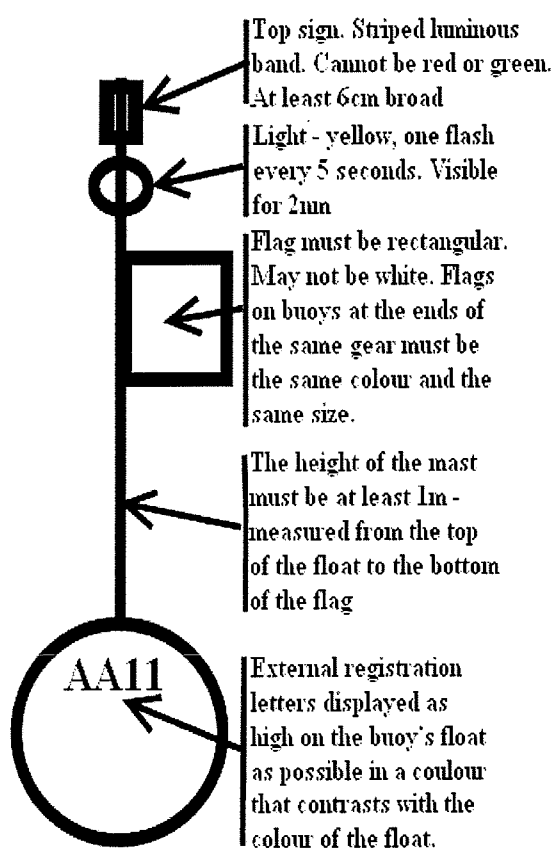 Top sign. Striped luminous
band. Cannot be red or green.
At least 6cm broad
Light - yellow, one flash
every 5 seconds. Visible
for 2nm
Flag must be rectangular.
May not be white. Flags
on buoys at the ends of
the same gear must be
the same colour and the
same size.
The height of the mast
must be at least 1m -
measured from the top
of the float to the bottom
of the flag
AA11
External registration
letters displayed as
high on the buoy's float
as possible in a coulour
that contrasts with the
colour of the float.